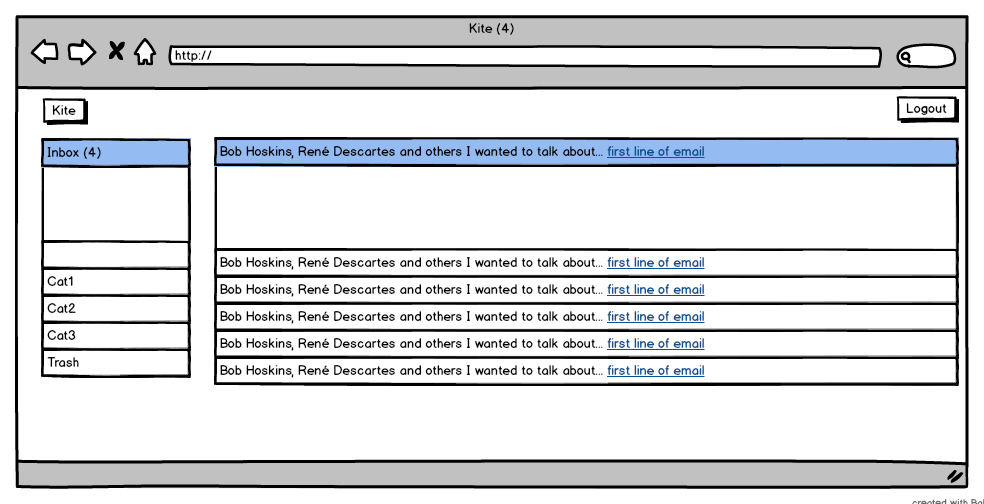 Kite (4)
http://
Kite
Logout
Inbox (4)
Cat1
Cat2
Cat3
Trash
Bob Hoskins, René Descartes and others I wanted to talk about... first line of email
Bob Hoskins, René Descartes and others I wanted to talk about... first line of email
Bob Hoskins, René Descartes and others I wanted to talk about... first line of email
Bob Hoskins, René Descartes and others I wanted to talk about... first line of email
Bob Hoskins, René Descartes and others I wanted to talk about... first line of email
Bob Hoskins, René Descartes and others I wanted to talk about... first line of email
created with